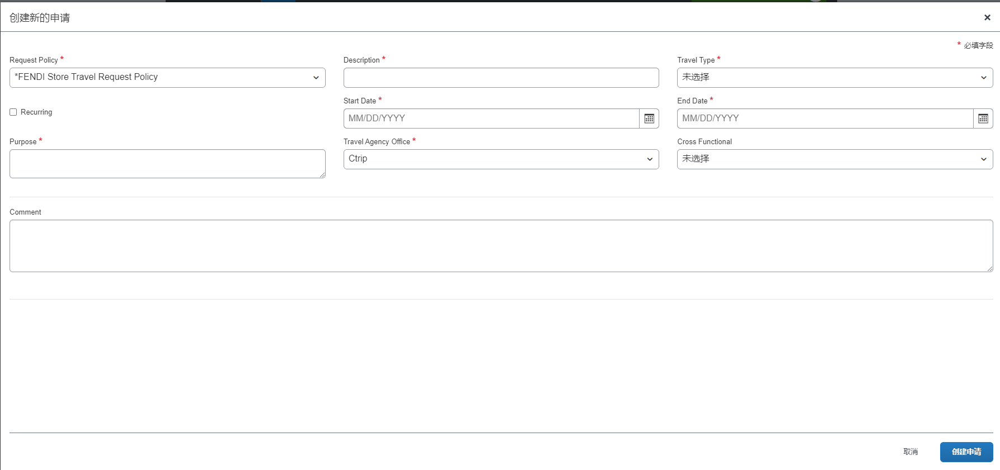 创建新的申请
* 必填字段
Request Policy *
*FENDI Store Travel Request Policy
Description *
Travel Type *
未选择
Recurring
Start Date *
MM/DD/YYYY
End Date *
MM/DD/YYYY
Purpose *
Travel Agency Office *
Ctrip
Cross Functional
未选择
Comment
取消
创建申请